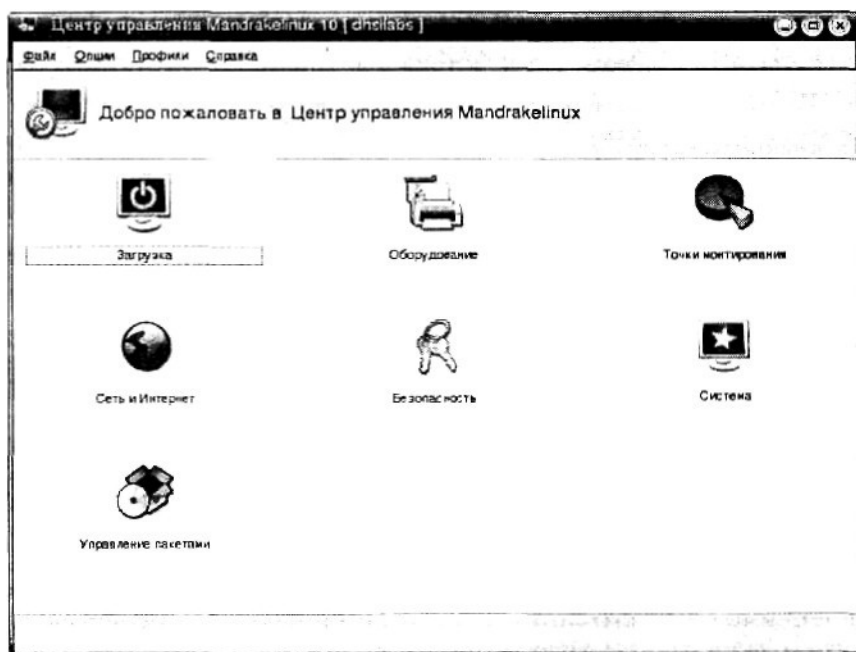 Центр управления Mandrakelinux 10 [ dhsilabs ]
Файл Опции Профили Справка
Добро пожаловать в Центр управления Mandrakelinux
Загрузка Оборудование Точки монтирования
Сеть и Интернет Безопасность Система
Управление пакетами